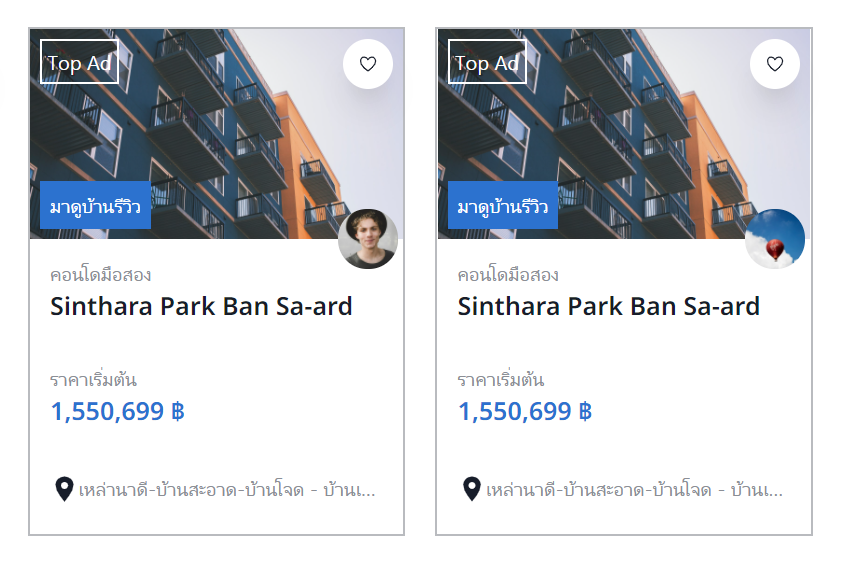 Top Ad
มาดูบ้านรีวิว
คอนโดมือสอง
Sinthara Park Ban Sa-ard
ราคาเริ่มต้น
1,550,699 ฿
เหล่านาดี-บ้านสะอาด-บ้านโจด - บ้านเ...
Top Ad
มาดูบ้านรีวิว
คอนโดมือสอง
Sinthara Park Ban Sa-ard
ราคาเริ่มต้น
1,550,699 ฿
เหล่านาดี-บ้านสะอาด-บ้านโจด - บ้านเ...